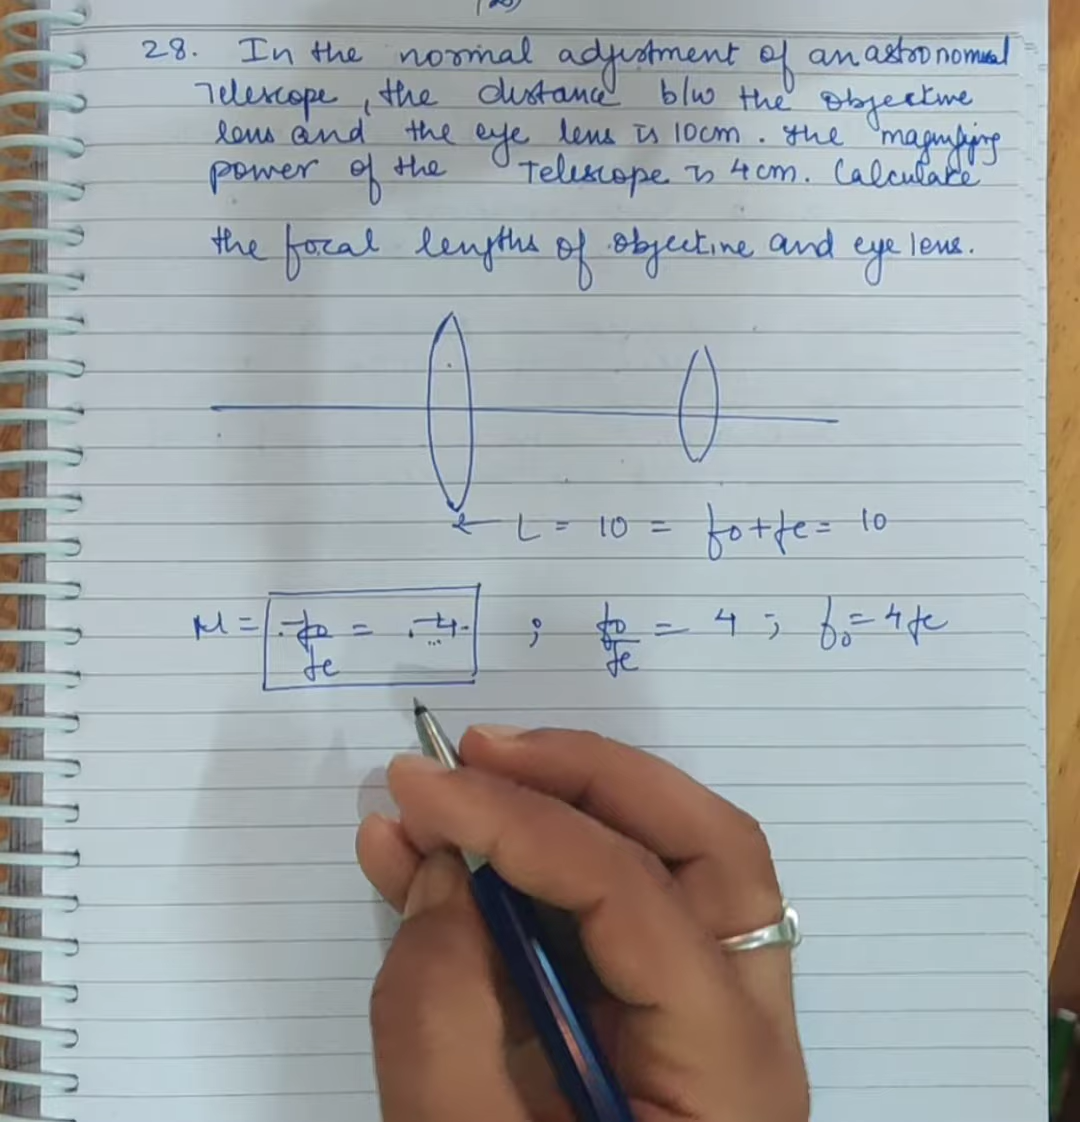 28. In the normal adjustment of an astronomical
Telescope, the distance b/w the objective
lens and the eye lens is 10cm. the magnifying
power of the Telescope is 4cm. Calculate
the focal lengths of objective and eye lens.
← L = 10 = fo+fe = 10
M = -fo/fe = -4 ; fo/fe = 4 ; fo = 4fe